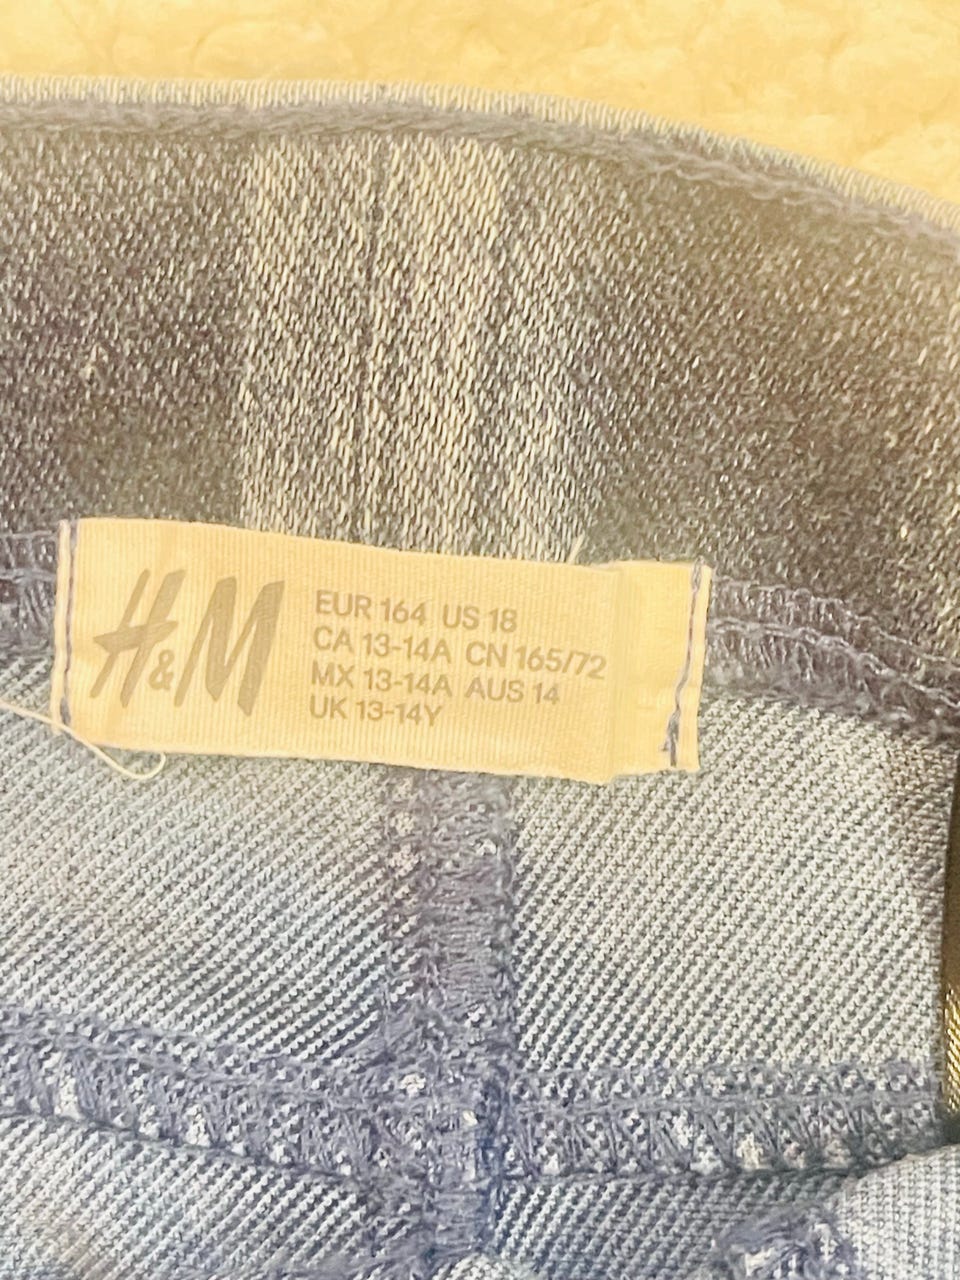 H&M
EUR 164 US 18
CA 13-14A CN 165/72
MX 13-14A AUS 14
UK 13-14Y